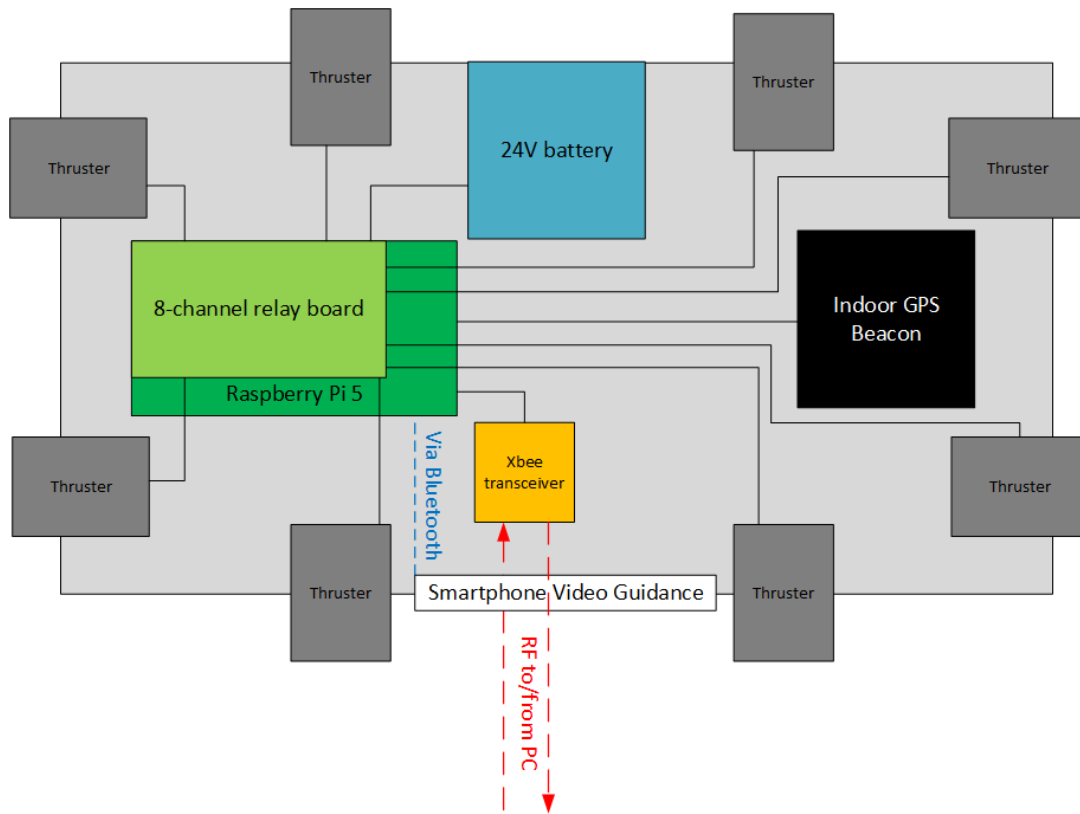 Thruster
Thruster
24V battery
Thruster
Thruster
8-channel relay board
Raspberry Pi 5
Indoor GPS
Beacon
Via Bluetooth
Xbee
transceiver
Thruster
Thruster
Thruster
Smartphone Video Guidance
Thruster
RF to/from PC